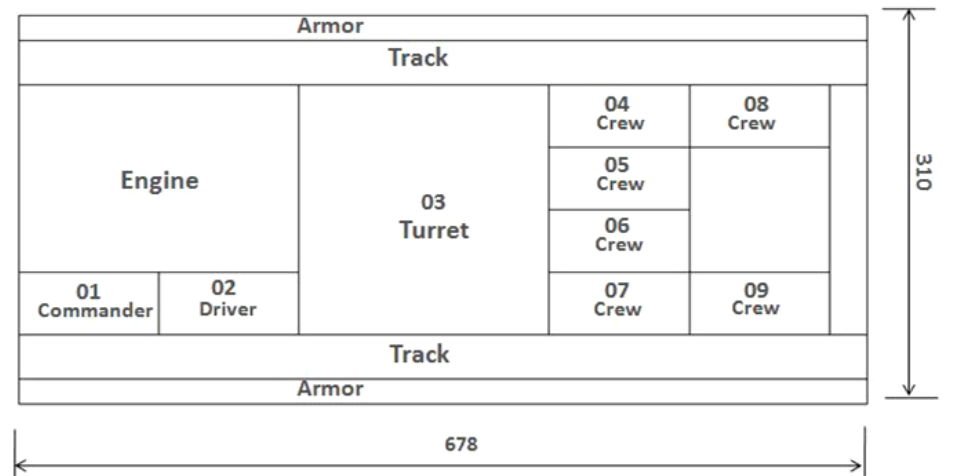 Armor
Track
Engine
03
Turret
04
Crew
08
Crew
05
Crew
06
Crew
07
Crew
09
Crew
01
Commander
02
Driver
Track
Armor
310
678